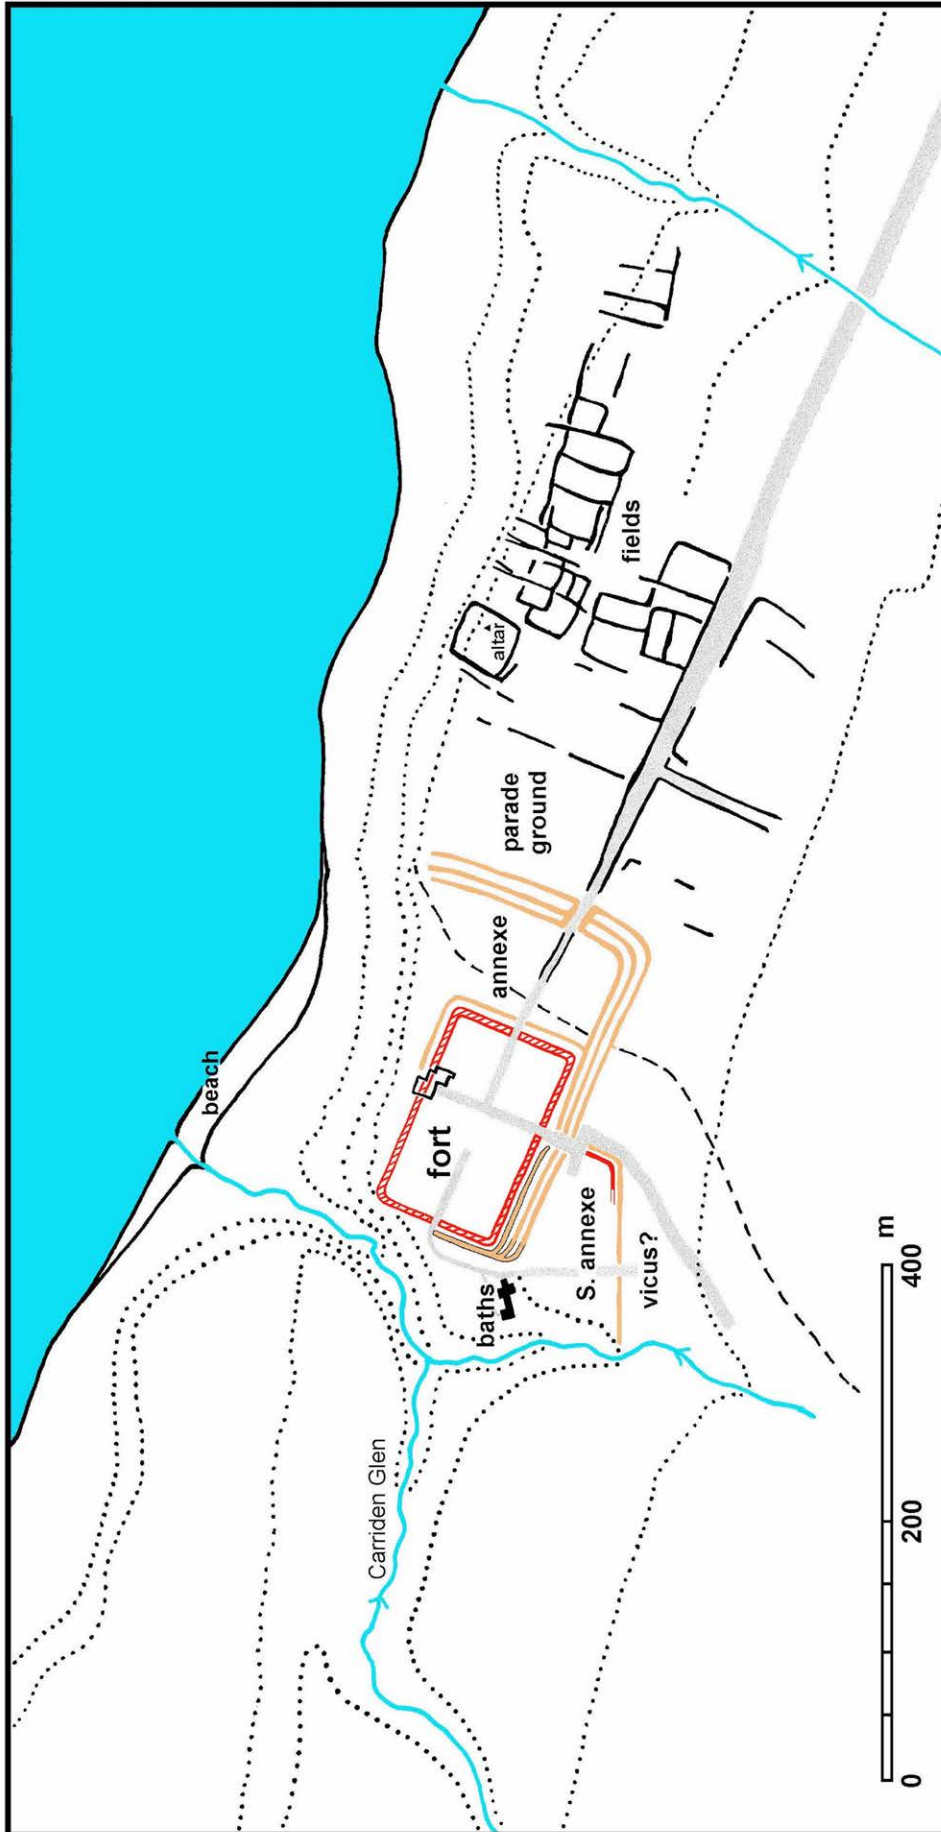 beach
Carriden Glen
fort
baths
S. annexe
vicus?
annexe
parade
ground
altar
fields
0
200
400 m